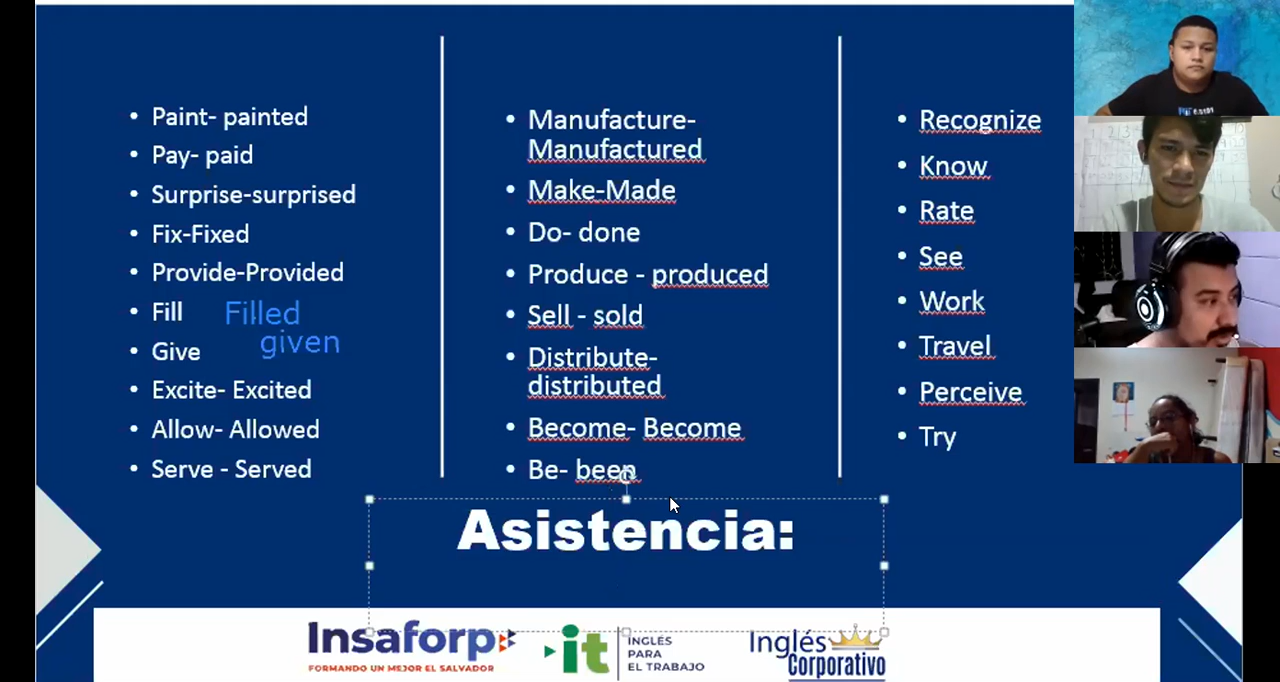 Paint- painted
Pay- paid
Surprise-surprised
Fix-Fixed
Provide-Provided
Fill Filled
Give given
Excite- Excited
Allow- Allowed
Serve - Served
Manufacture-
Manufactured
Make-Made
Do- done
Produce - produced
Sell - sold
Distribute-
distributed
Become- Become
Be- been
Recognize
Know
Rate
See
Work
Travel
Perceive
Try
Asistencia:
Insaforp
FORMANDO UN MEJOR EL SALVADOR
it
INGLÉS
PARA
EL TRABAJO
Inglés
Corporativo